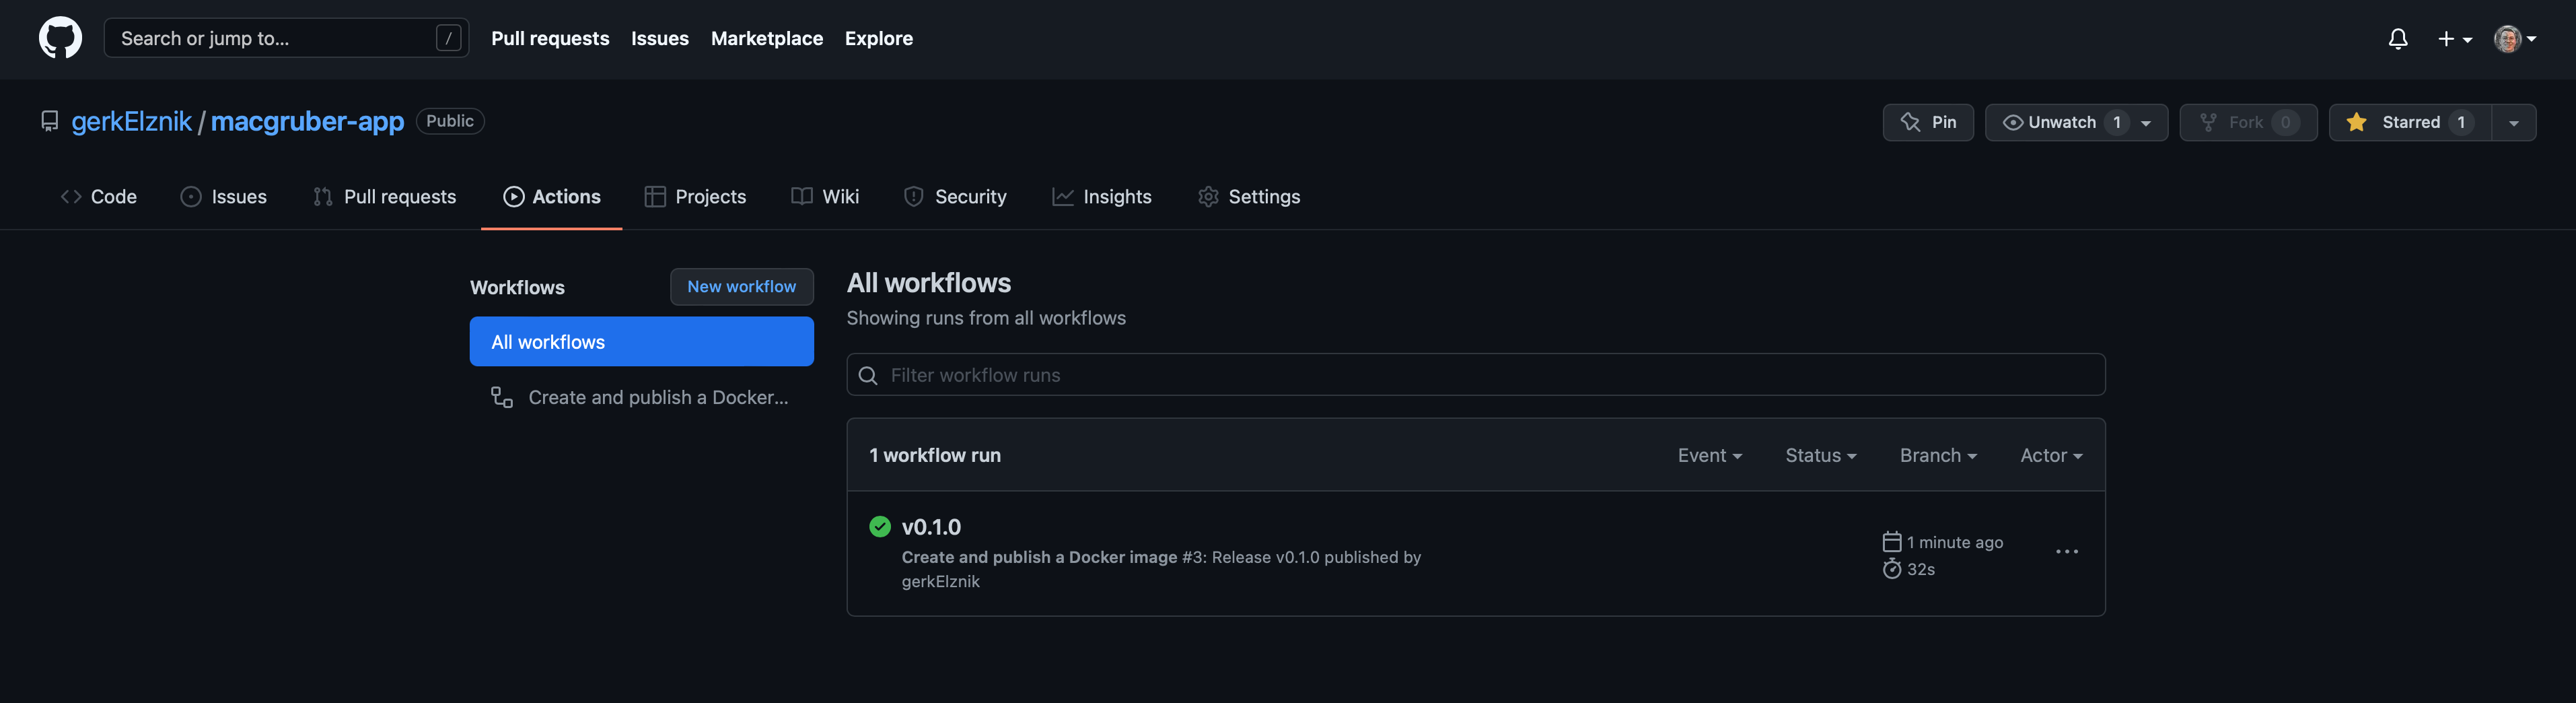 Search or jump to... /
Pull requests
Issues
Marketplace
Explore
gerkElznik / macgruber-app Public
Pin
Unwatch 1
Fork 0
Starred 1
Code
Issues
Pull requests
Actions
Projects
Wiki
Security
Insights
Settings
Workflows
New workflow
All workflows
Create and publish a Docker...
All workflows
Showing runs from all workflows
Filter workflow runs
1 workflow run
Event
Status
Branch
Actor
v0.1.0
Create and publish a Docker image #3: Release v0.1.0 published by
gerkElznik
1 minute ago
32s